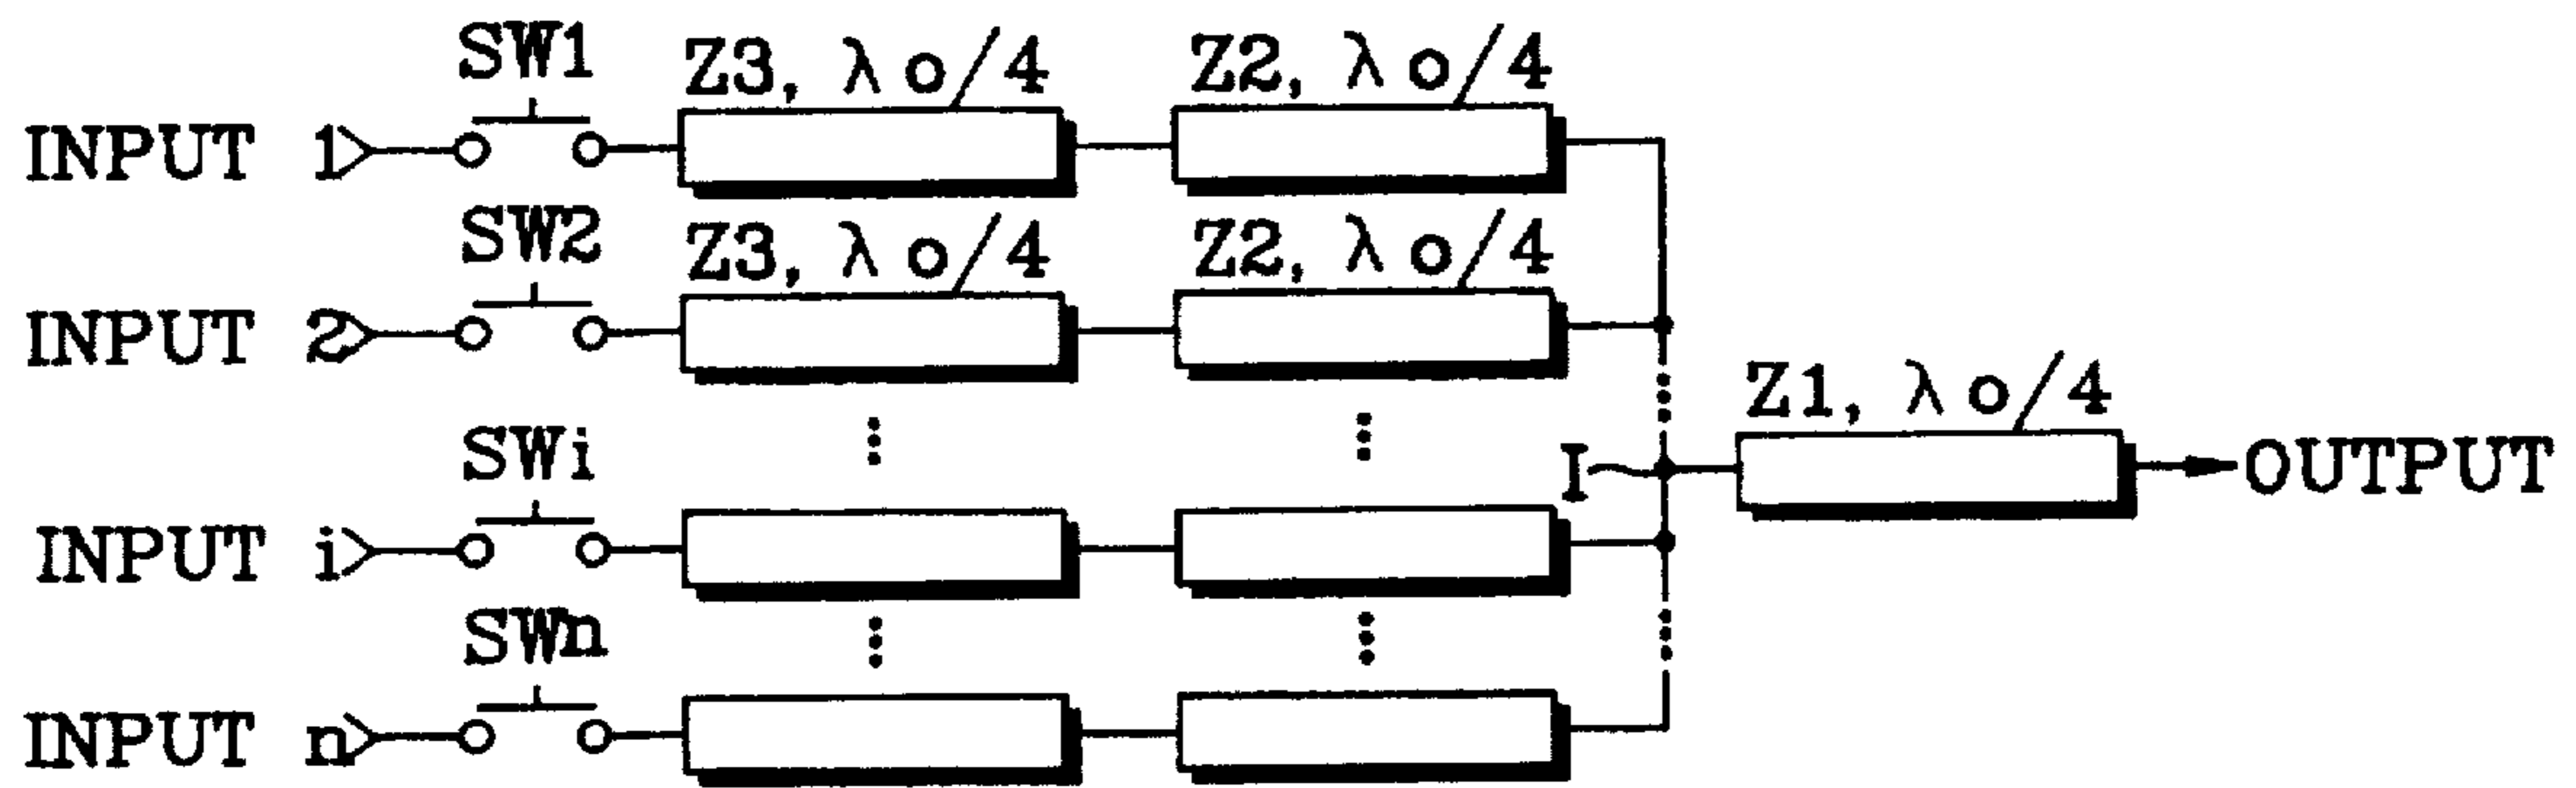 SW1
Z3, λo/4
Z2, λo/4
INPUT 1
SW2
Z3, λo/4
Z2, λo/4
INPUT 2
Z1, λo/4
SWi
I
OUTPUT
INPUT i
SWn
INPUT n